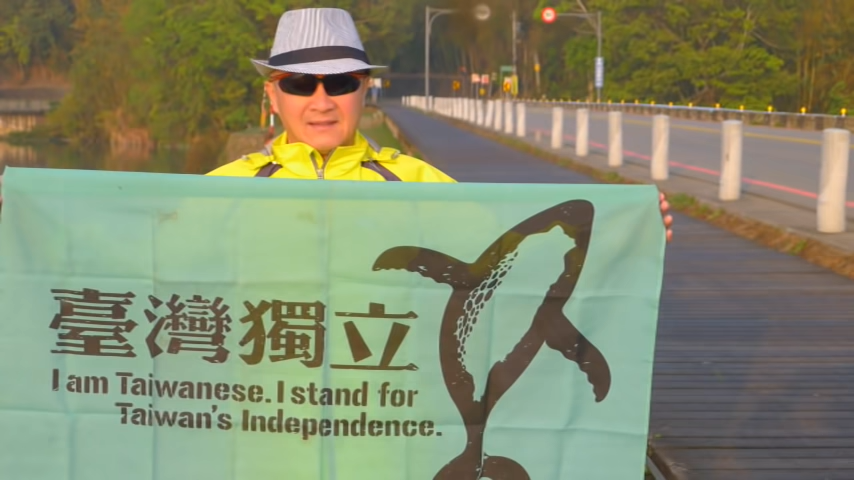 臺灣獨立
I am Taiwanese. I stand for
Taiwan's Independence.